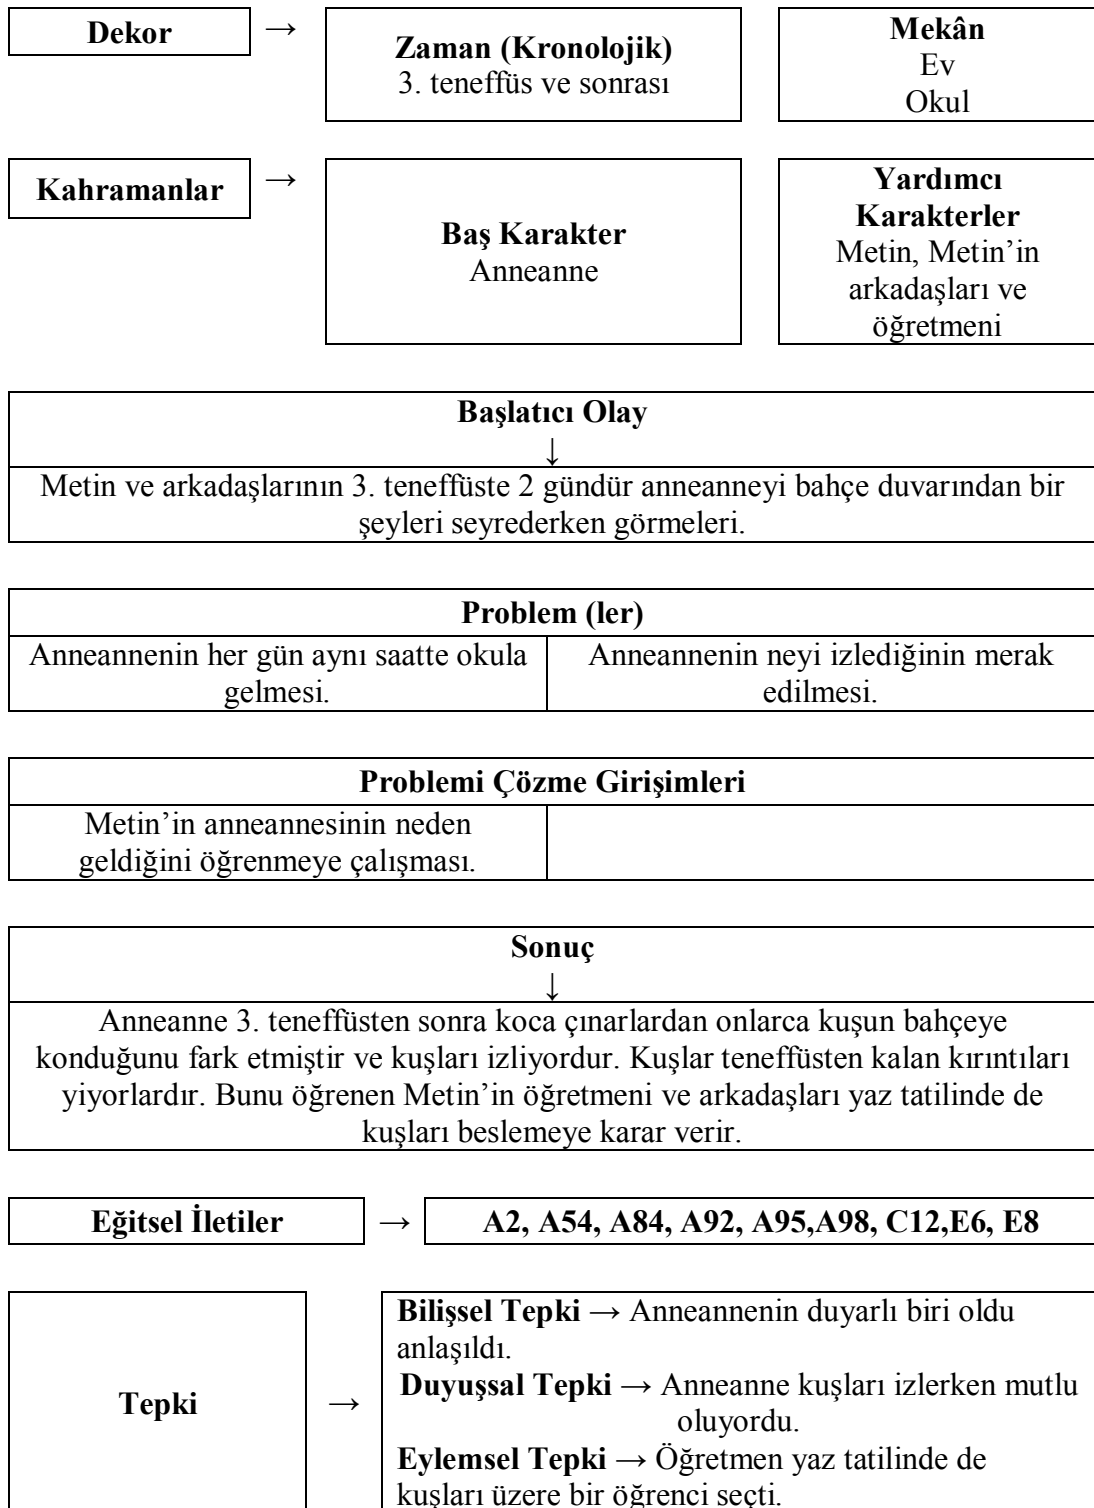 Dekor
→
Zaman (Kronolojik)
3. teneffüs ve sonrası
Mekân
Ev
Okul
Kahramanlar
→
Baş Karakter
Anneanne
Yardımcı
Karakterler
Metin, Metin’in
arkadaşları ve
öğretmeni
Başlatıcı Olay
↓
Metin ve arkadaşlarının 3. teneffüste 2 gündür anneanneyi bahçe duvarından bir
şeyleri seyrederken görmeleri.
Problem (ler)
Anneannenin her gün aynı saatte okula
gelmesi.
Anneannenin neyi izlediğinin merak
edilmesi.
Problemi Çözme Girişimleri
Metin’in anneannesinin neden
geldiğini öğrenmeye çalışması.
Sonuç
↓
Anneanne 3. teneffüsten sonra koca çınarlardan onlarca kuşun bahçeye
konduğunu fark etmiştir ve kuşları izliyordur. Kuşlar teneffüsten kalan kırıntıları
yiyorlardır. Bunu öğrenen Metin’in öğretmeni ve arkadaşları yaz tatilinde de
kuşları beslemeye karar verir.
Eğitsel İletiler
→
A2, A54, A84, A92, A95,A98, C12,E6, E8
Tepki
→
Bilişsel Tepki → Anneannenin duyarlı biri oldu
anlaşıldı.
Duyuşsal Tepki → Anneanne kuşları izlerken mutlu
oluyordu.
Eylemsel Tepki → Öğretmen yaz tatilinde de
kuşları üzere bir öğrenci seçti.